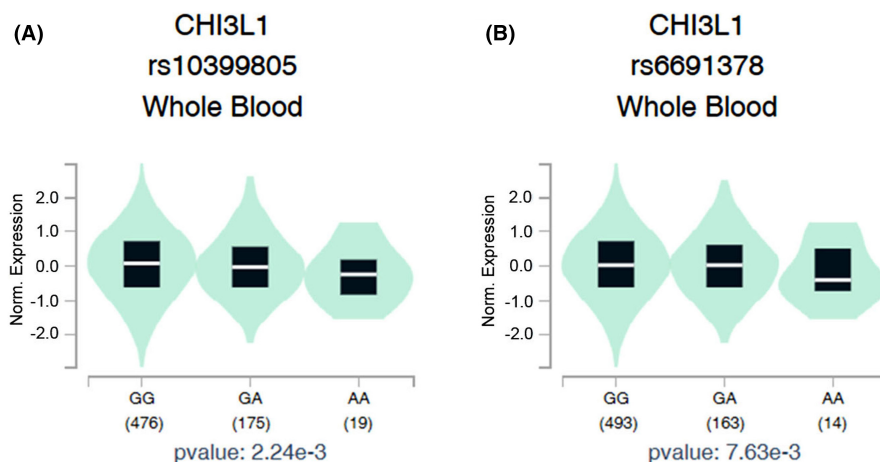 (A)
CHI3L1
rs10399805
Whole Blood
Norm. Expression
2.0
1.0
0.0
-1.0
-2.0
GG GA AA
(476) (175) (19)
pvalue: 2.24e-3
(B)
CHI3L1
rs6691378
Whole Blood
Norm. Expression
2.0
1.0
0.0
-1.0
-2.0
GG GA AA
(493) (163) (14)
pvalue: 7.63e-3